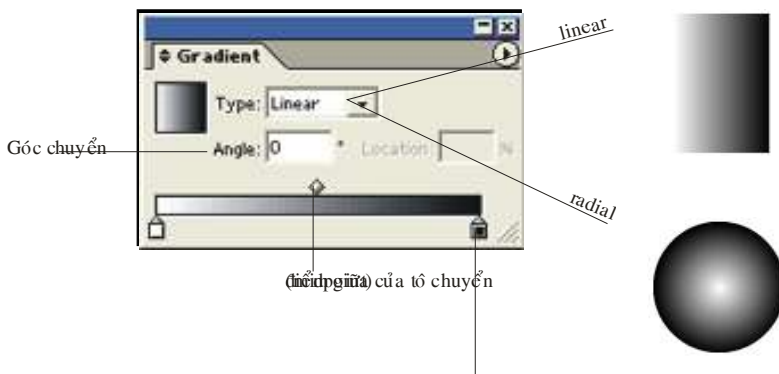 linear
Gradient
Type: Linear
Góc chuyển
Angle: 0 ° Location: %
radial
của tô chuyển